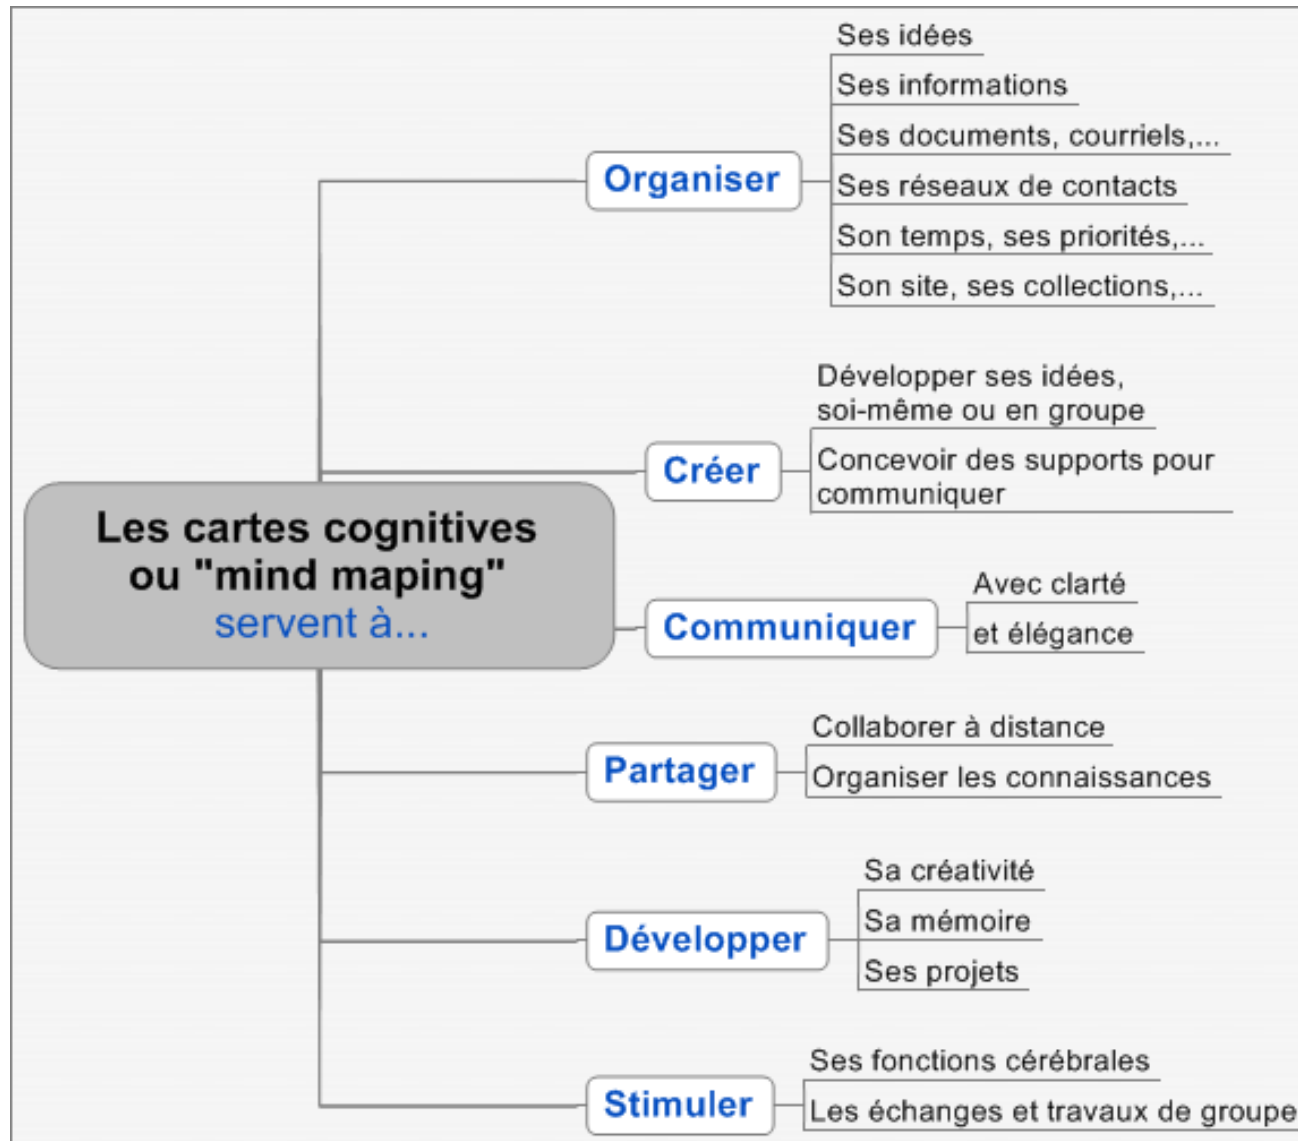 Les cartes cognitives
ou "mind maping"
servent à...
Organiser
Ses idées
Ses informations
Ses documents, courriels,...
Ses réseaux de contacts
Son temps, ses priorités,...
Son site, ses collections,...
Créer
Développer ses idées,
soi-même ou en groupe
Concevoir des supports pour
communiquer
Communiquer
Avec clarté
et élégance
Partager
Collaborer à distance
Organiser les connaissances
Développer
Sa créativité
Sa mémoire
Ses projets
Stimuler
Ses fonctions cérébrales
Les échanges et travaux de groupe